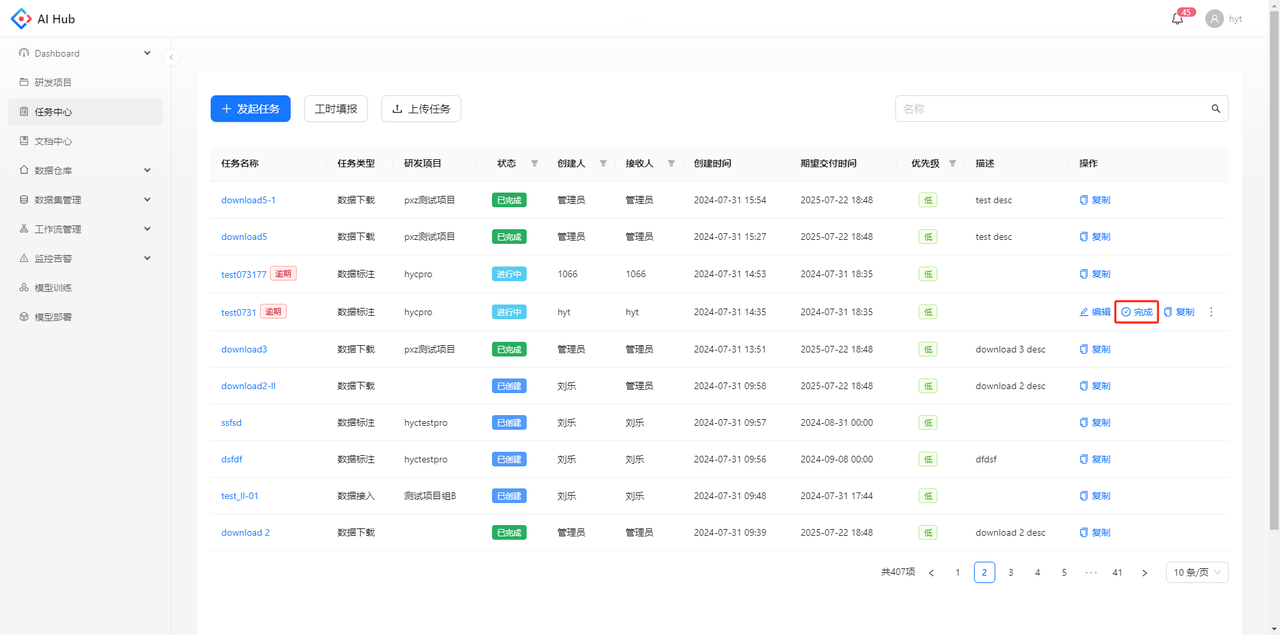 AI Hub
45
hyt
Dashboard
研发项目
任务中心
文档中心
数据仓库
数据集管理
工作流管理
监控告警
模型训练
模型部署
发起任务 工时填报 上传任务 名称
任务名称 任务类型 研发项目 状态 创建人 接收人 创建时间 期望交付时间 优先级 描述 操作
download5-1 数据下载 pxz测试项目 已完成 管理员 管理员 2024-07-31 15:54 2025-07-22 18:48 低 test desc 复制
download5 数据下载 pxz测试项目 已完成 管理员 管理员 2024-07-31 15:27 2025-07-22 18:48 低 test desc 复制
test073177 逾期 数据标注 hycpro 进行中 1066 1066 2024-07-31 14:53 2024-07-31 18:35 低 复制
test0731 逾期 数据标注 hycpro 进行中 hyt hyt 2024-07-31 14:35 2024-07-31 18:35 低 编辑 完成 复制
download3 数据下载 pxz测试项目 已完成 管理员 管理员 2024-07-31 13:51 2025-07-22 18:48 低 download 3 desc 复制
download2-II 数据下载 已创建 刘乐 管理员 2024-07-31 09:58 2025-07-22 18:48 低 download 2 desc 复制
ssfsd 数据标注 hyctestpro 已创建 刘乐 刘乐 2024-07-31 09:57 2024-08-31 00:00 低 复制
dsfdf 数据标注 hyctestpro 已创建 刘乐 刘乐 2024-07-31 09:56 2024-09-08 00:00 低 dfdsf 复制
test_II-01 数据接入 测试项目组B 已创建 刘乐 刘乐 2024-07-31 09:48 2024-07-31 17:44 低 复制
download 2 数据下载 已完成 管理员 管理员 2024-07-31 09:39 2025-07-22 18:48 低 download 2 desc 复制
共407项 < 1 2 3 4 5 ··· 41 > 10 条/页